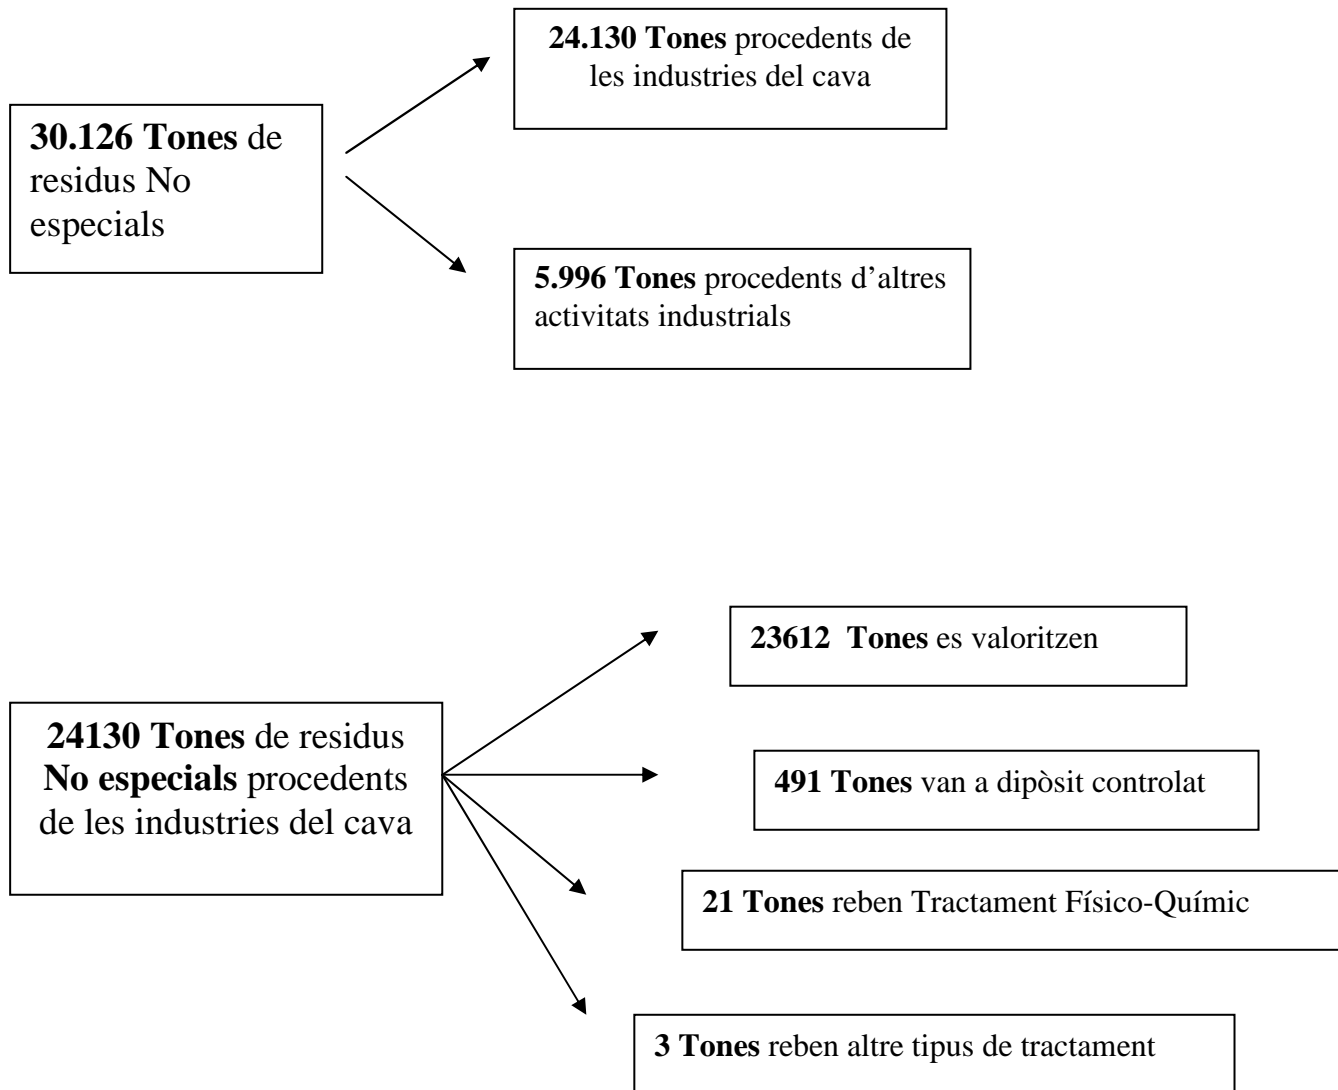 24.130 Tones procedents de
les industries del cava
30.126 Tones de
residus No
especials
5.996 Tones procedents d’altres
activitats industrials
23612  Tones es valoritzen
24130 Tones de residus
No especials procedents
de les industries del cava
491 Tones van a dipòsit controlat
21 Tones reben Tractament Físico-Químic
3 Tones reben altre tipus de tractament